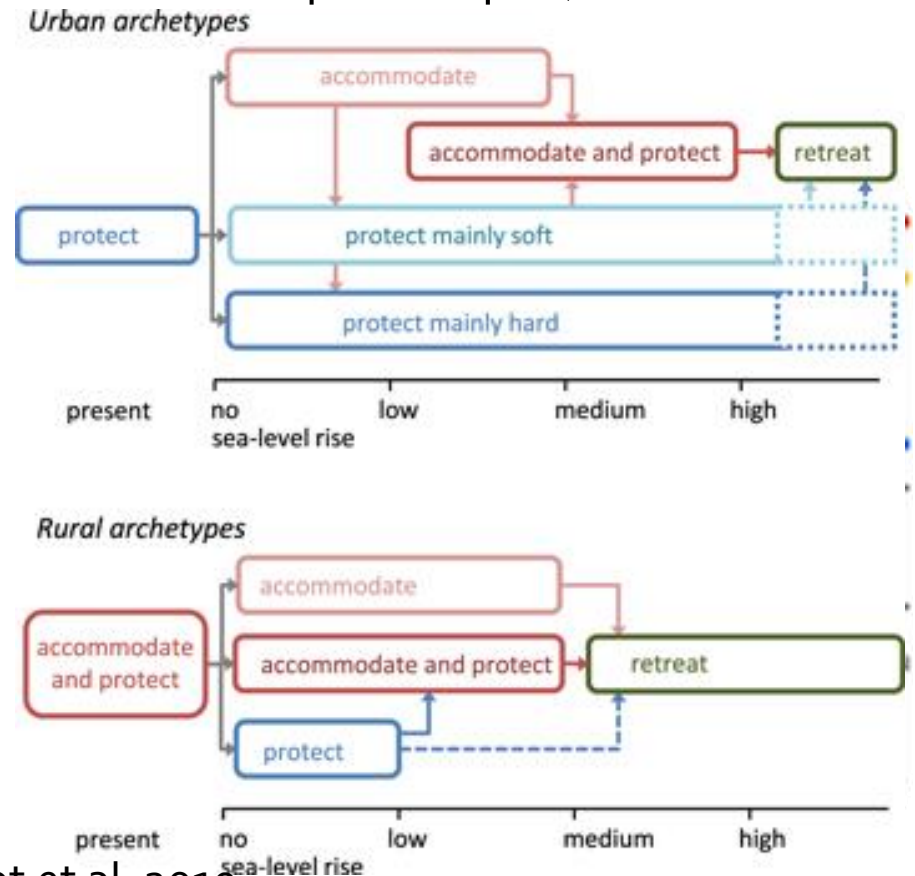 Urban archetypes
accommodate
accommodate and protect
retreat
protect
protect mainly soft
protect mainly hard
present
no
low
medium
high
sea-level rise
Rural archetypes
accommodate
accommodate
and protect
accommodate and protect
retreat
protect
present
no
low
medium
high
sea-level rise
et al